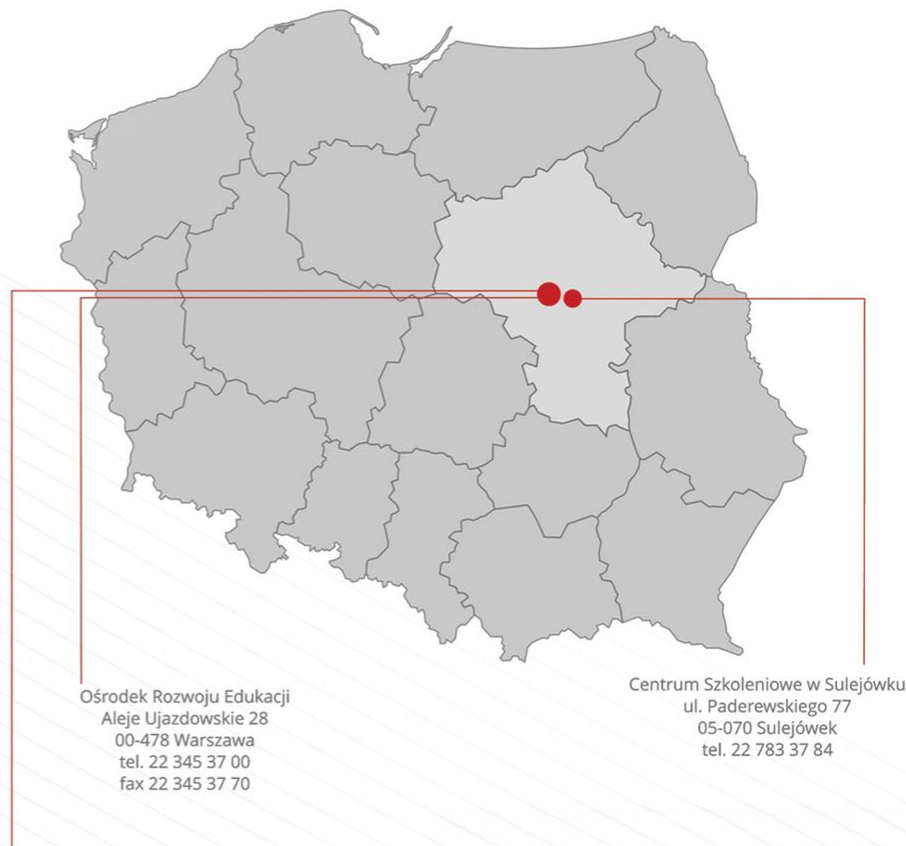 Ośrodek Rozwoju Edukacji
Aleje Ujazdowskie 28
00-478 Warszawa
tel. 22 345 37 00
fax 22 345 37 70
Centrum Szkoleniowe w Sulejówku
ul. Paderewskiego 77
05-070 Sulejówek
tel. 22 783 37 84